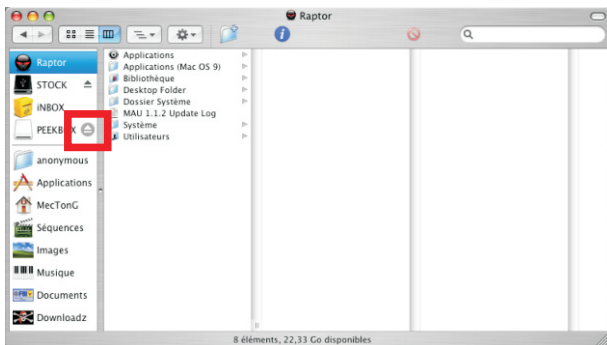 Raptor
Raptor
STOCK
iNBOX
PEEKB X
anonymous
Applications
MecTonG
Séquences
Images
Musique
Documents
Downloadz
Applications
Applications (Mac OS 9)
Bibliothèque
Desktop Folder
Dossier Système
MAU 1.1.2 Update Log
Système
Utilisateurs
8 éléments, 22,33 Go disponibles